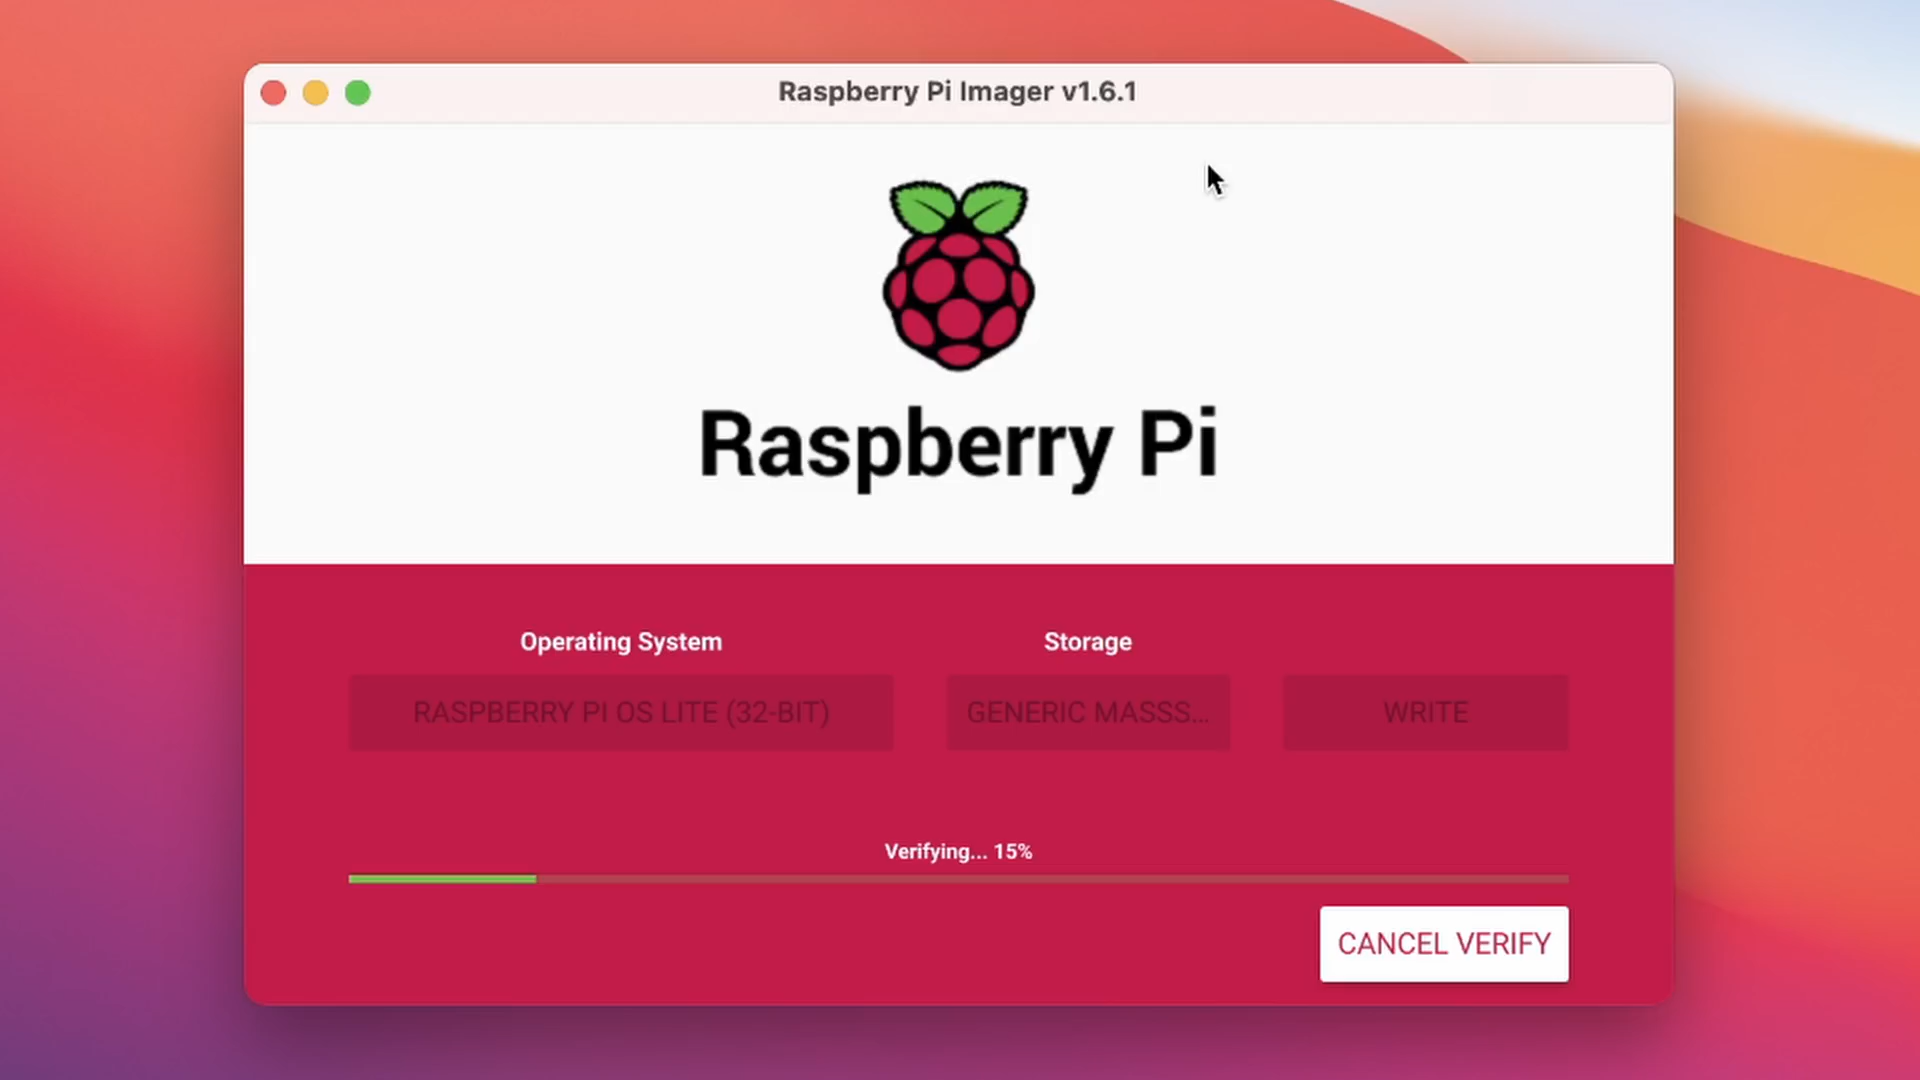 Raspberry Pi Imager v1.6.1
Raspberry Pi
Operating System
Storage
RASPBERRY PI OS LITE (32-BIT)
GENERIC MASSS...
WRITE
Verifying... 15%
CANCEL VERIFY